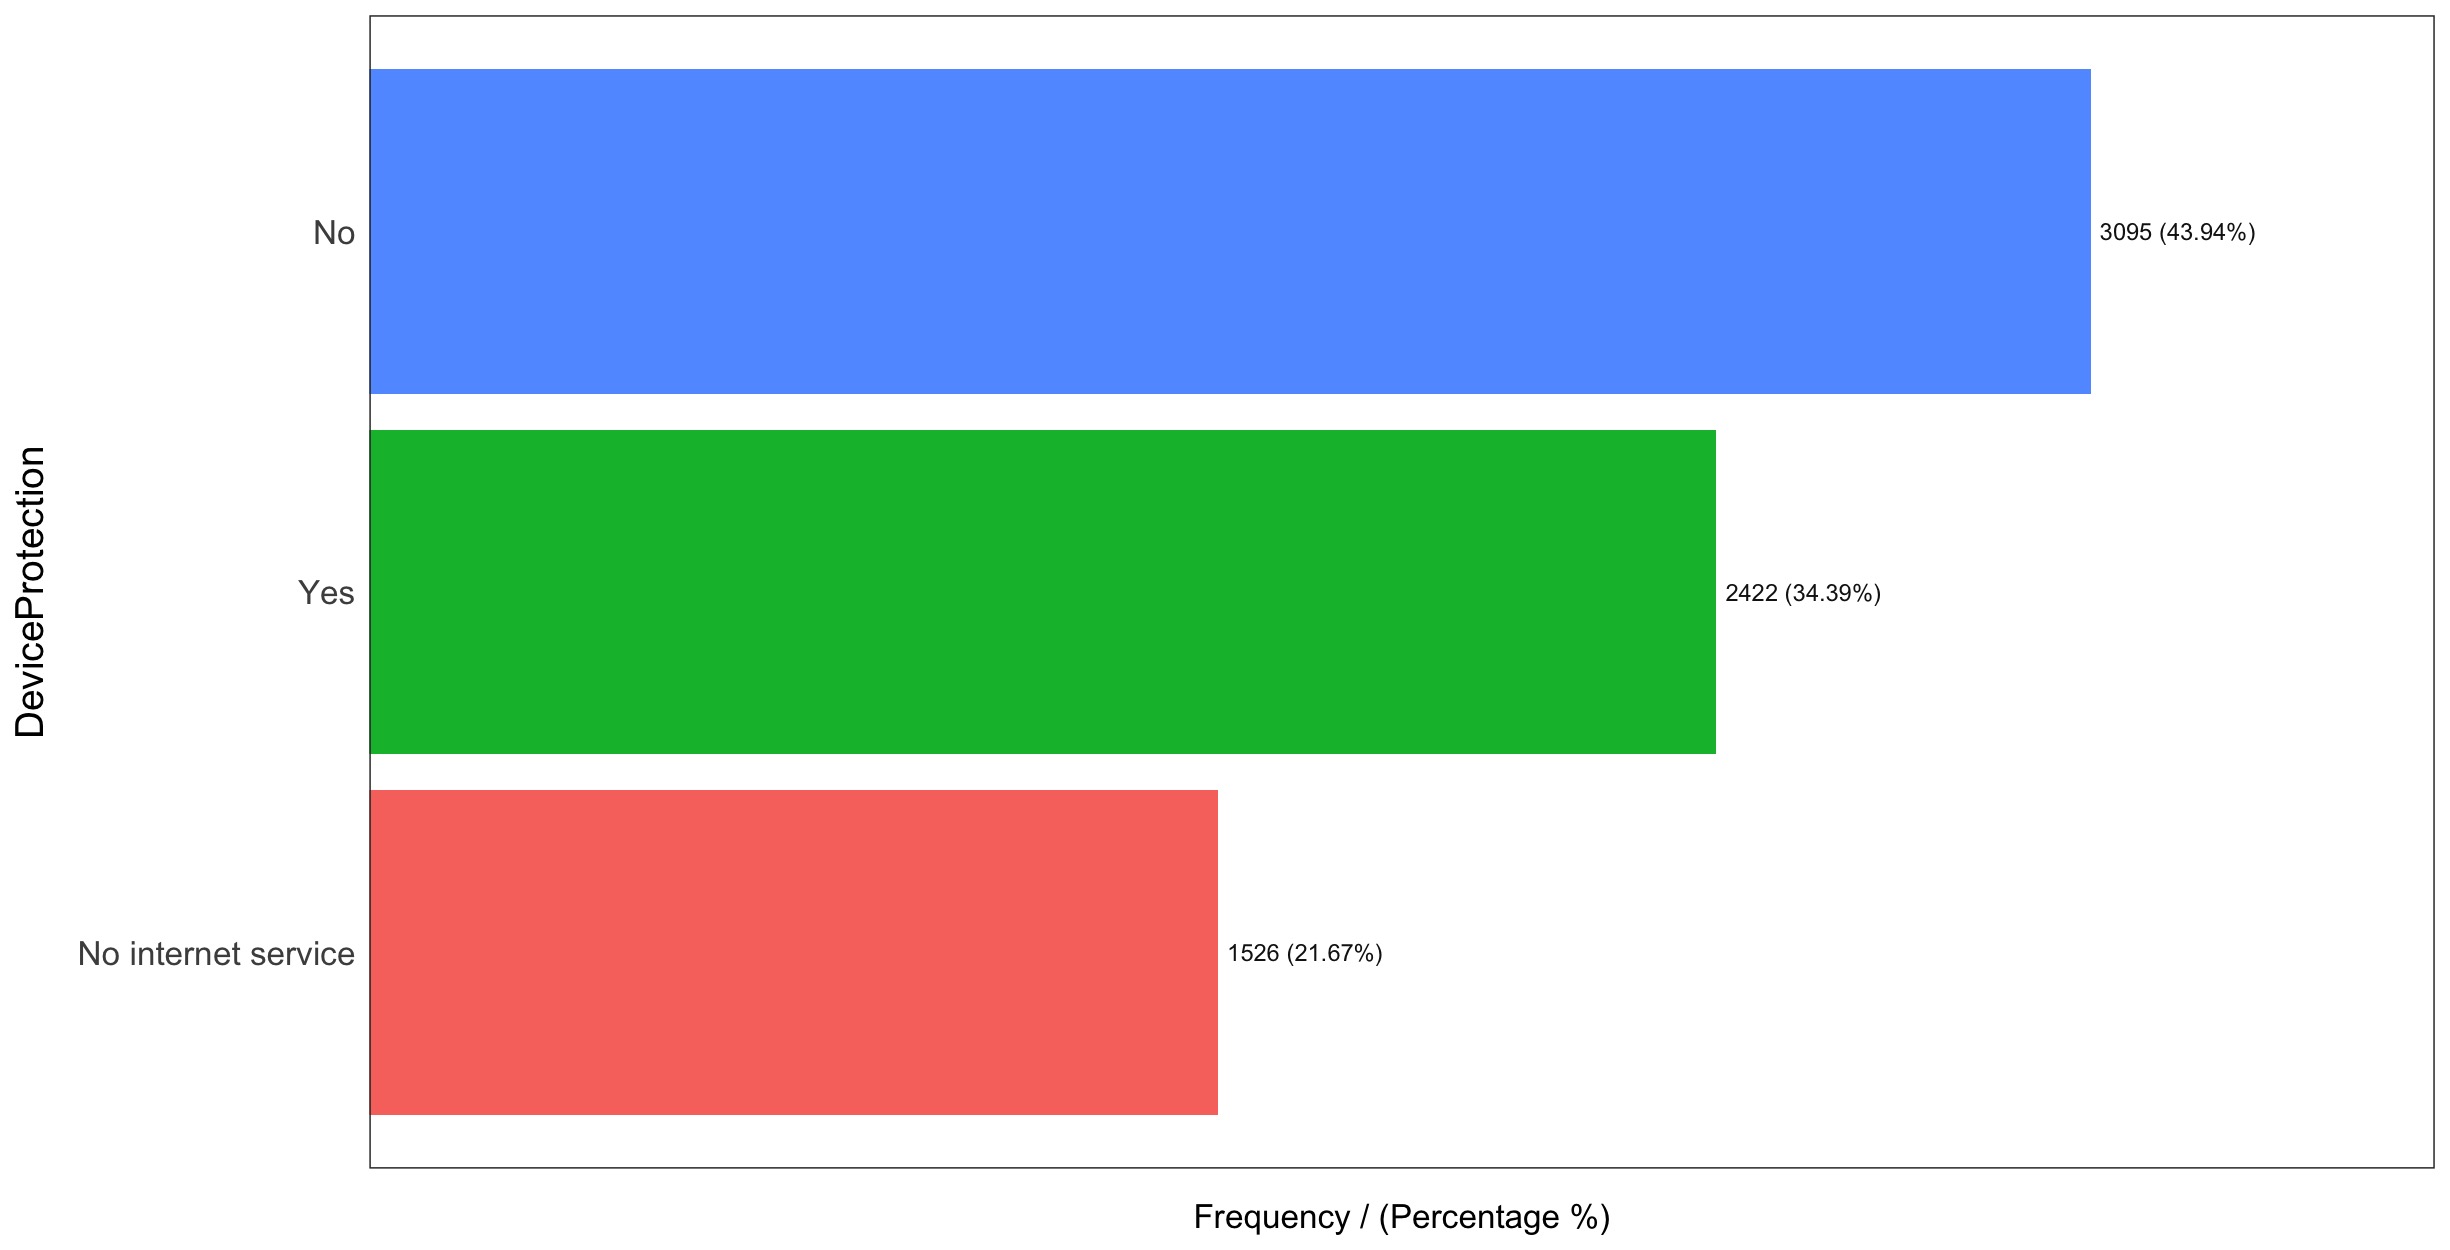 No
3095 (43.94%)
Yes
2422 (34.39%)
No internet service
1526 (21.67%)
DeviceProtection
Frequency / (Percentage %)